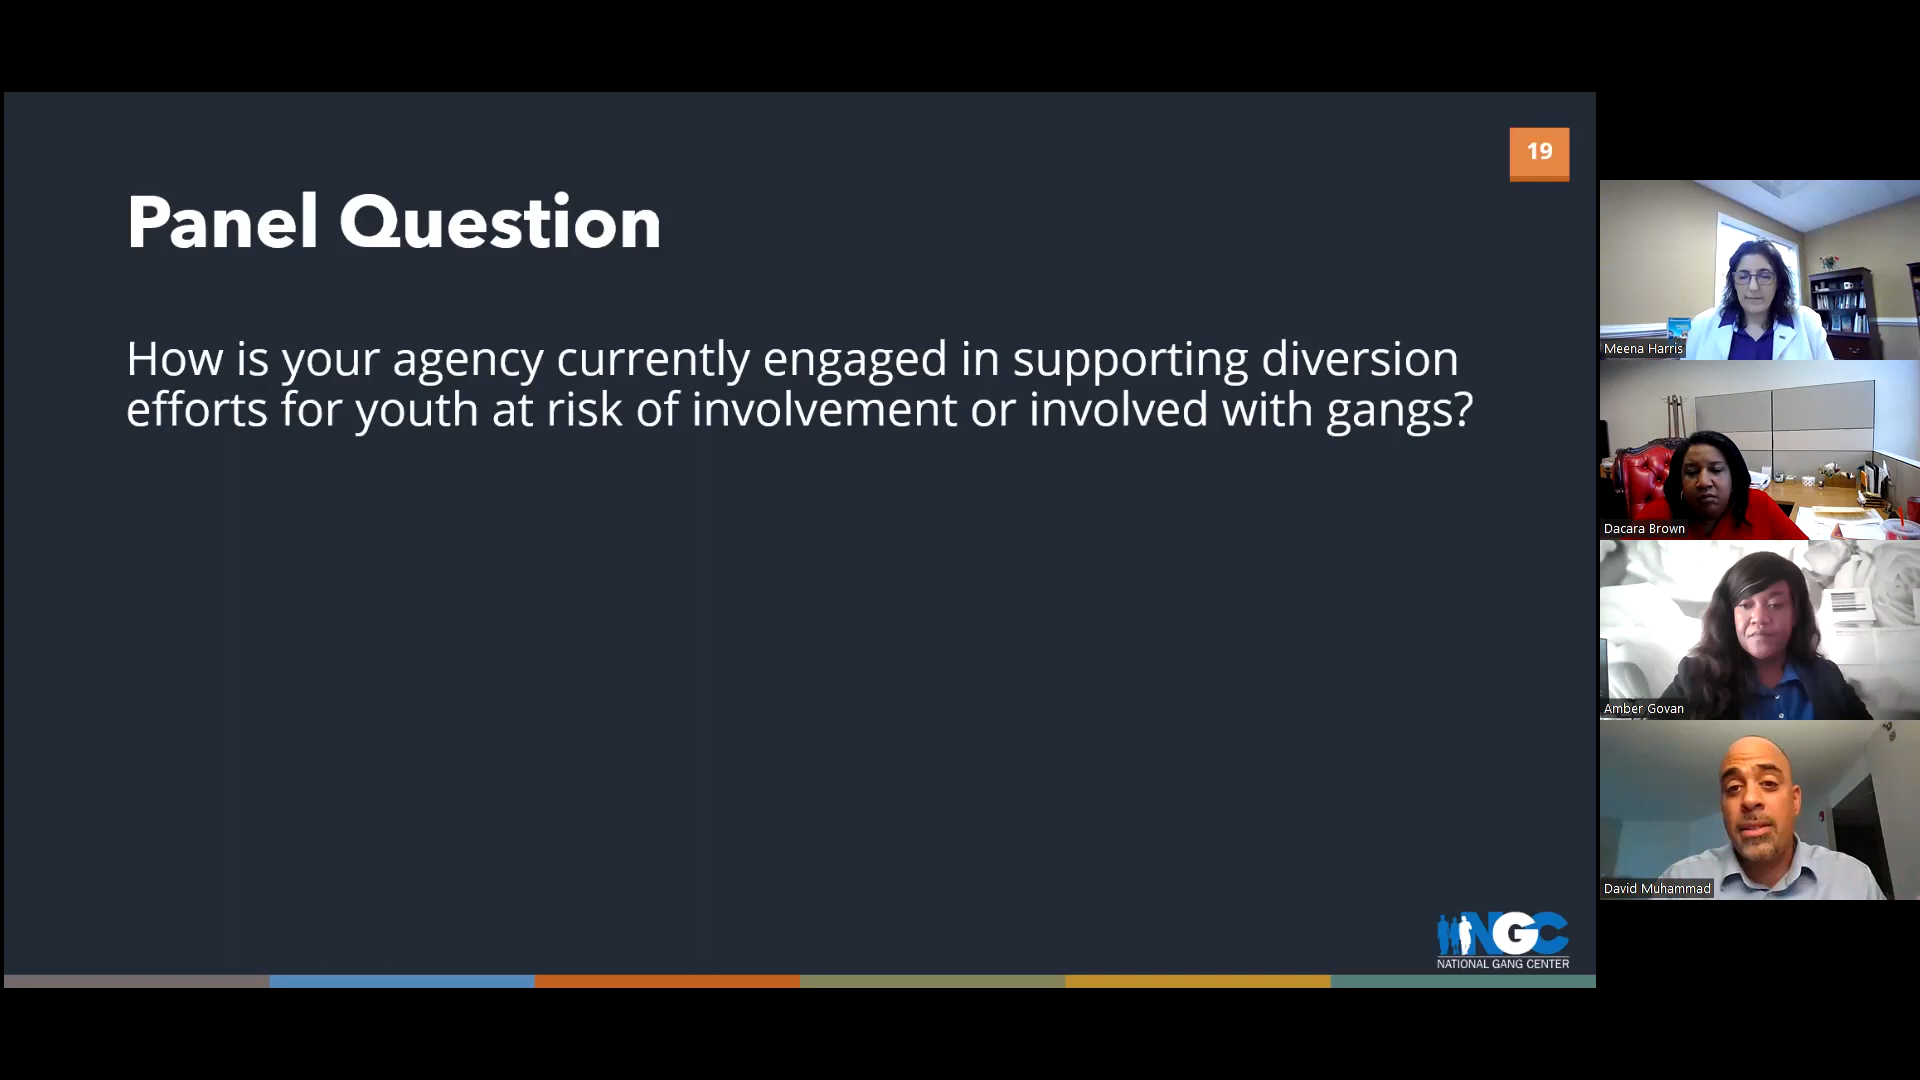 19
Panel Question
How is your agency currently engaged in supporting diversion
efforts for youth at risk of involvement or involved with gangs?
NGC
NATIONAL GANG CENTER
Meena Harris
Dacara Brown
Amber Govan
David Muhammad